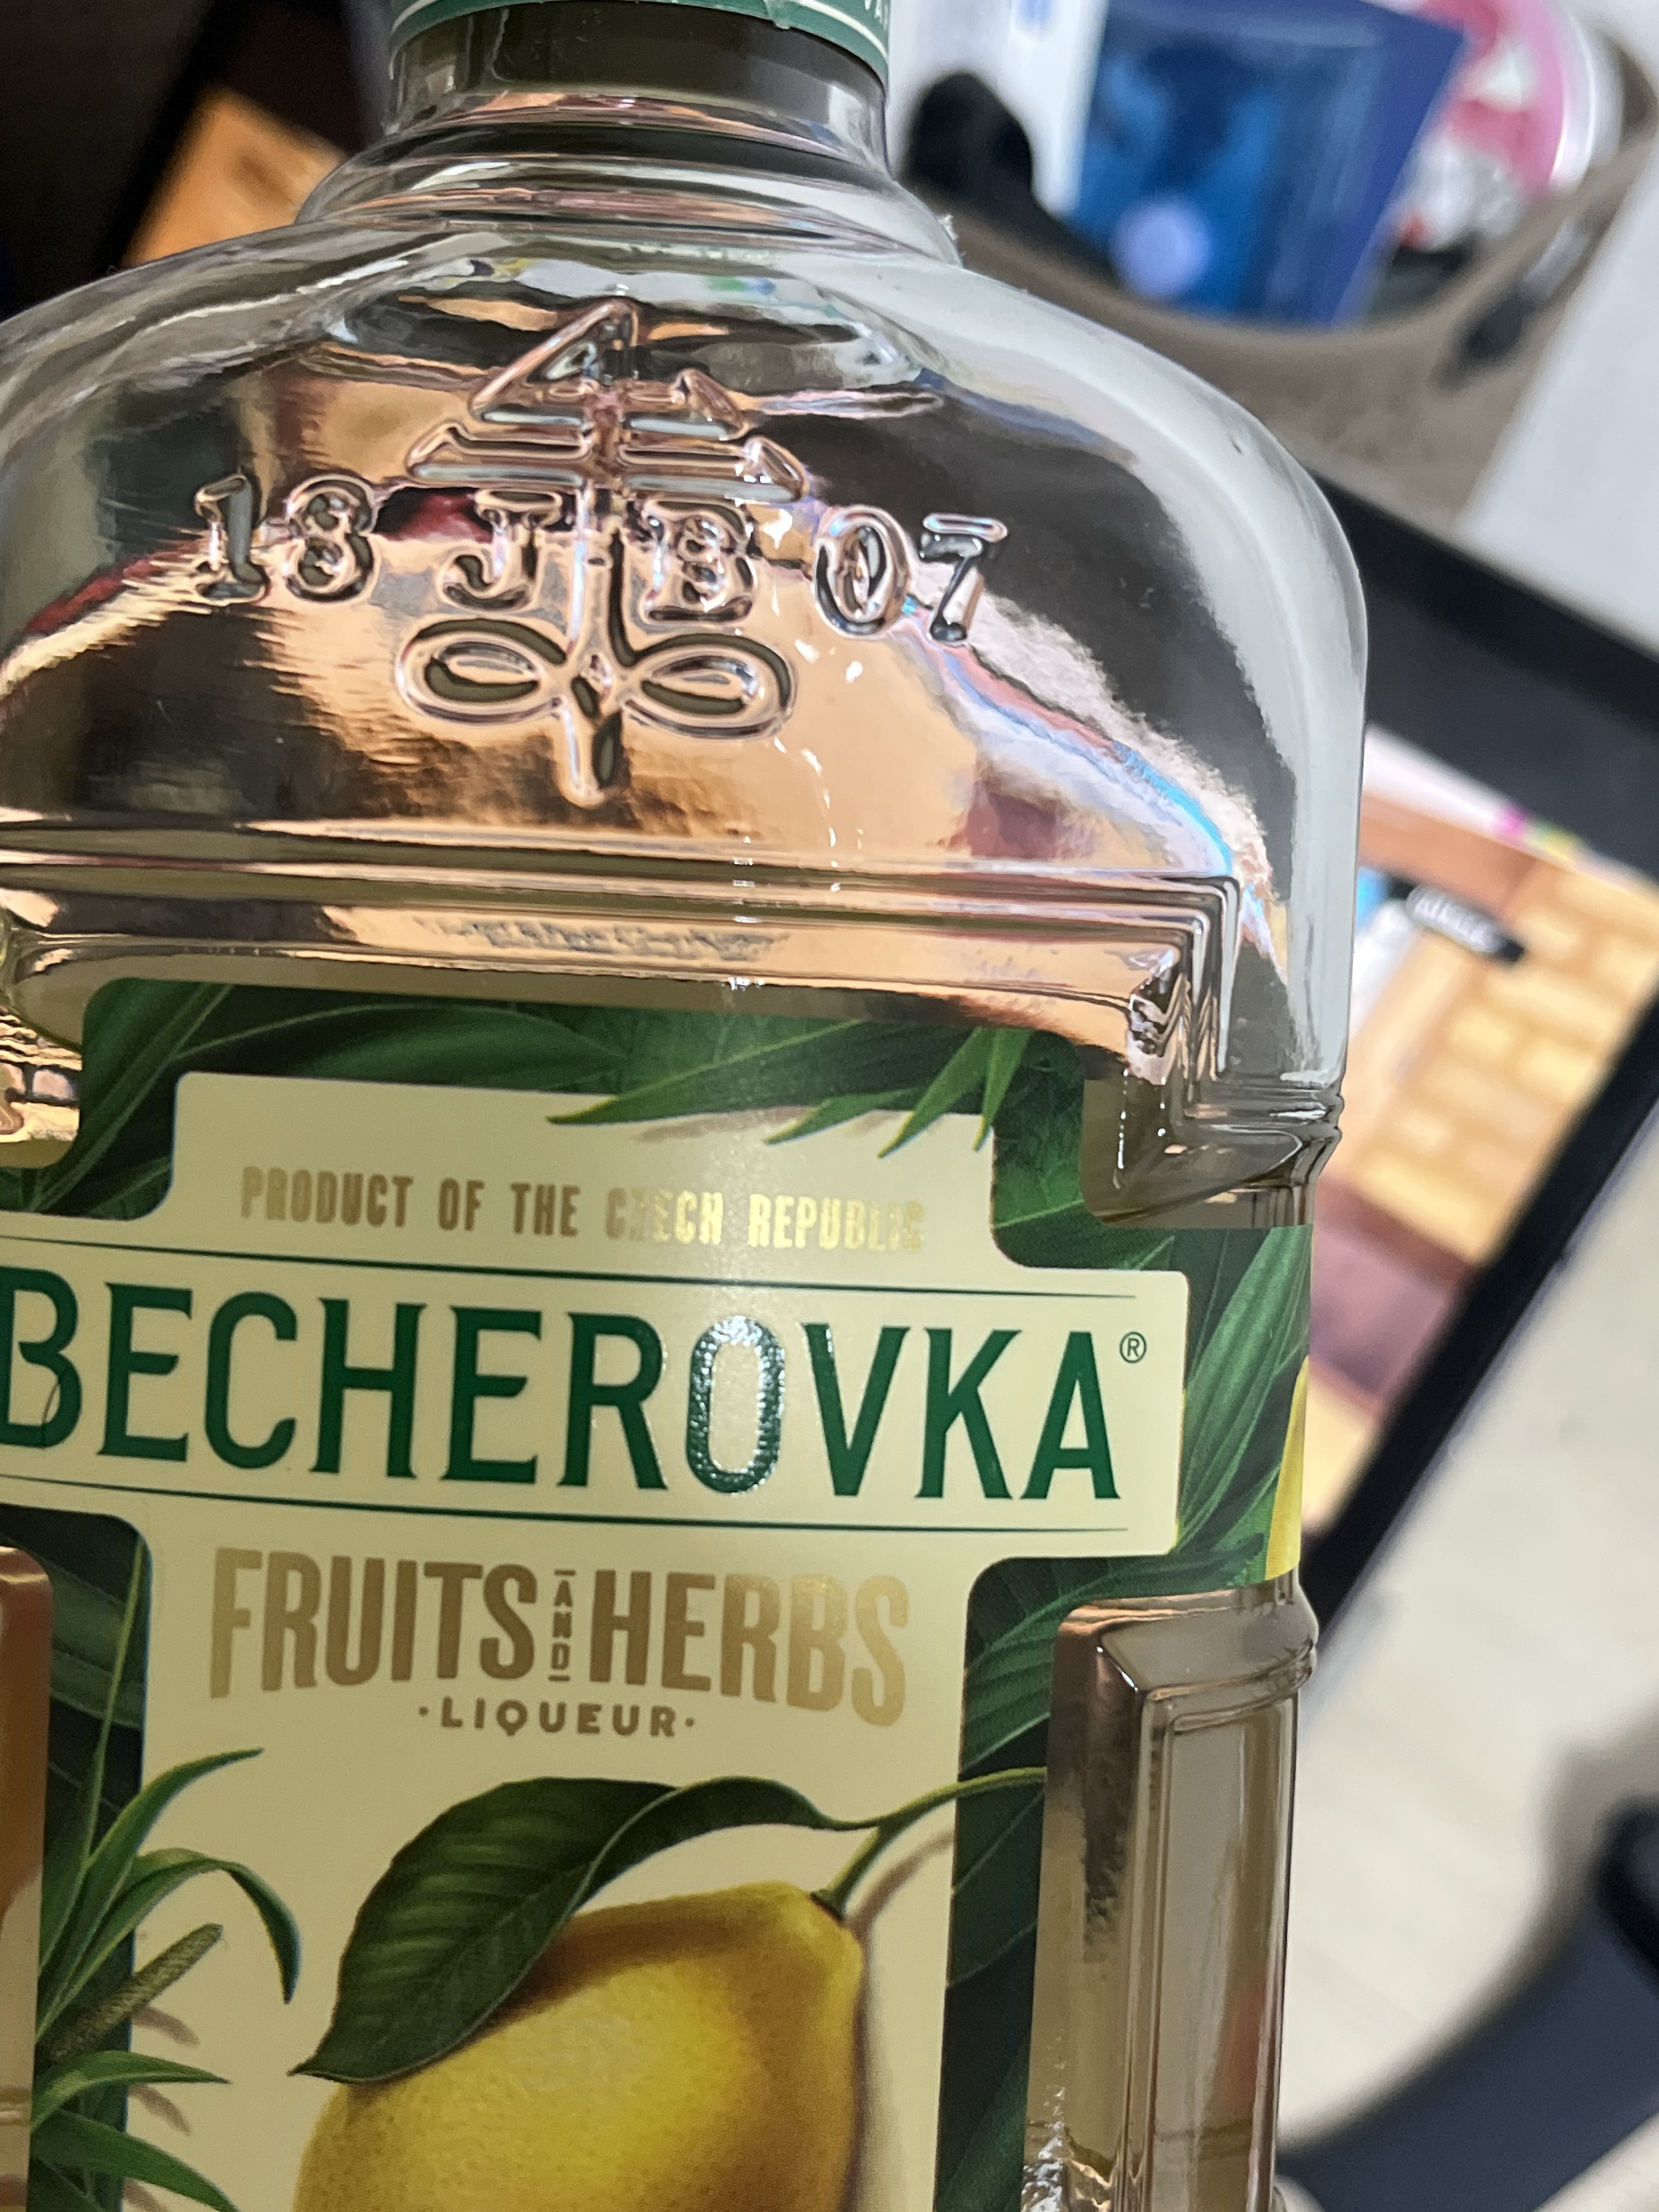 18 JB 07
PRODUCT OF THE CZECH REPUBLIC
BECHEROVKA®
FRUITS AND HERBS
·LIQUEUR·